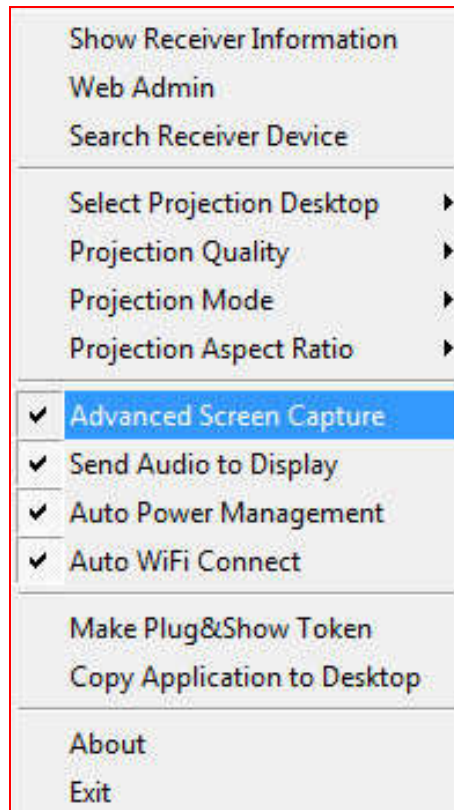 Show Receiver Information
Web Admin
Search Receiver Device
Select Projection Desktop
Projection Quality
Projection Mode
Projection Aspect Ratio
Advanced Screen Capture
Send Audio to Display
Auto Power Management
Auto WiFi Connect
Make Plug&Show Token
Copy Application to Desktop
About
Exit